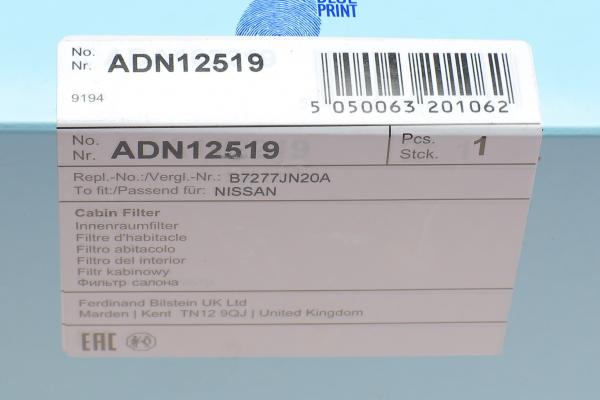 BLUE
PRINT
No.
Nr. ADN12519
9194
5 050063 201062
No.
Nr. ADN12519
Pcs.
Stck. 1
Repl.-No.:/Vergl.-Nr.: B7277JN20A
To fit:/Passend für: NISSAN
Cabin Filter
Innenraumfilter
Filtre d'habitacle
Filtro abitacolo
Filtro del interior
Filtr kabinowy
Фильтр салона
Ferdinand Bilstein UK Ltd
Marden | Kent TN12 9QJ | United Kingdom
EAC